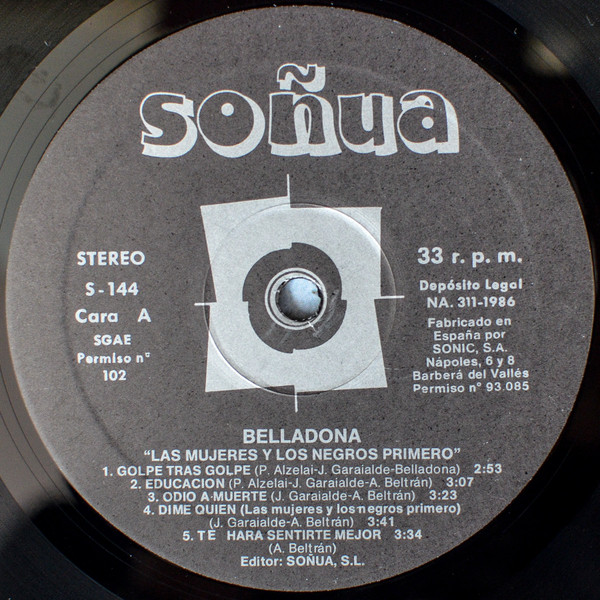 soñua
STEREO
S-144
Cara A
SGAE
Permiso nº
102
33 r. p. m.
Depósito Legal
NA. 311-1986
Fabricado en
España por
SONIC, S.A.
Nápoles, 6 y 8
Barberá del Vallés
Permiso nº 93.085
BELLADONA
“LAS MUJERES Y LOS NEGROS PRIMERO”
1. GOLPE TRAS GOLPE (P. Alzelai-J. Garaialde-Belladona) 2:53
2. EDUCACION (P. Alzelai-J. Garaialde-A. Beltrán) 3:07
3. ODIO A MUERTE (J. Garaialde-A. Beltrán) 3:23
4. DIME QUIEN (Las mujeres y los negros primero)
(J. Garaialde-A. Beltrán) 3:41
5. TE HARA SENTIRTE MEJOR 3:34
(A. Beltrán)
Editor: SOÑUA, S.L.